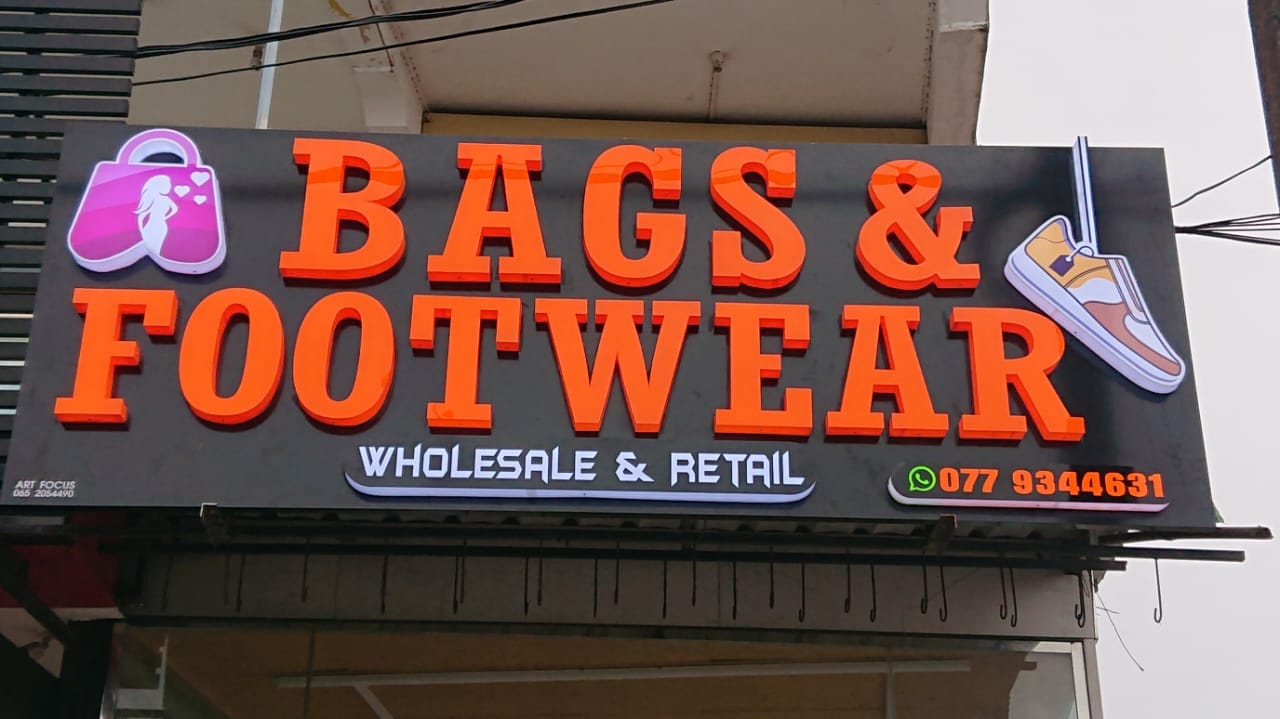 BAGS &
FOOTWEAR
WHOLESALE & RETAIL
077 9344631
ART FOCUS
065 2054490